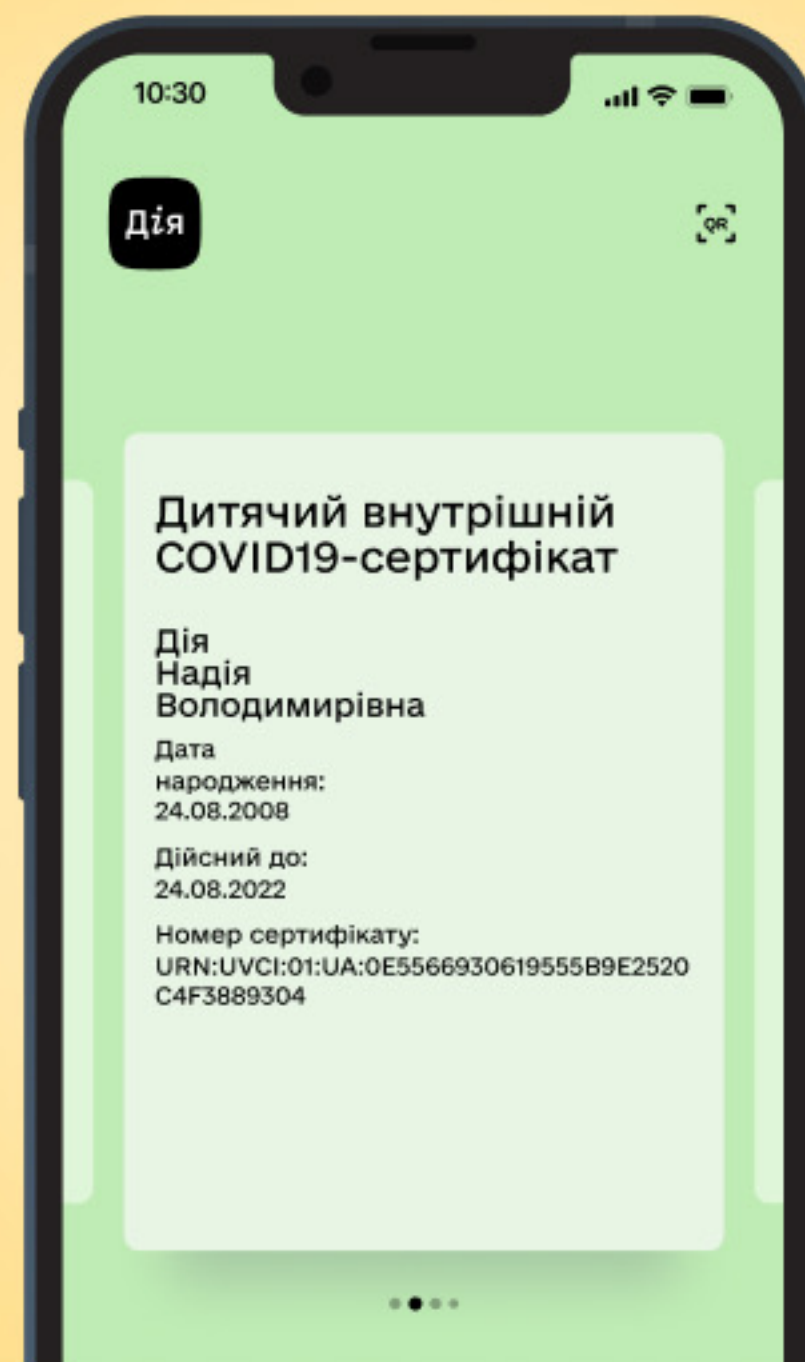 10:30
Дія
QR
Дитячий внутрішній
COVID19-сертифікат
Дія
Надія
Володимирівна
Дата
народження:
24.08.2008
Дійсний до:
24.08.2022
Номер сертифікату:
URN:UVCI:01:UA:0E5566930619555B9E2520
C4F3889304